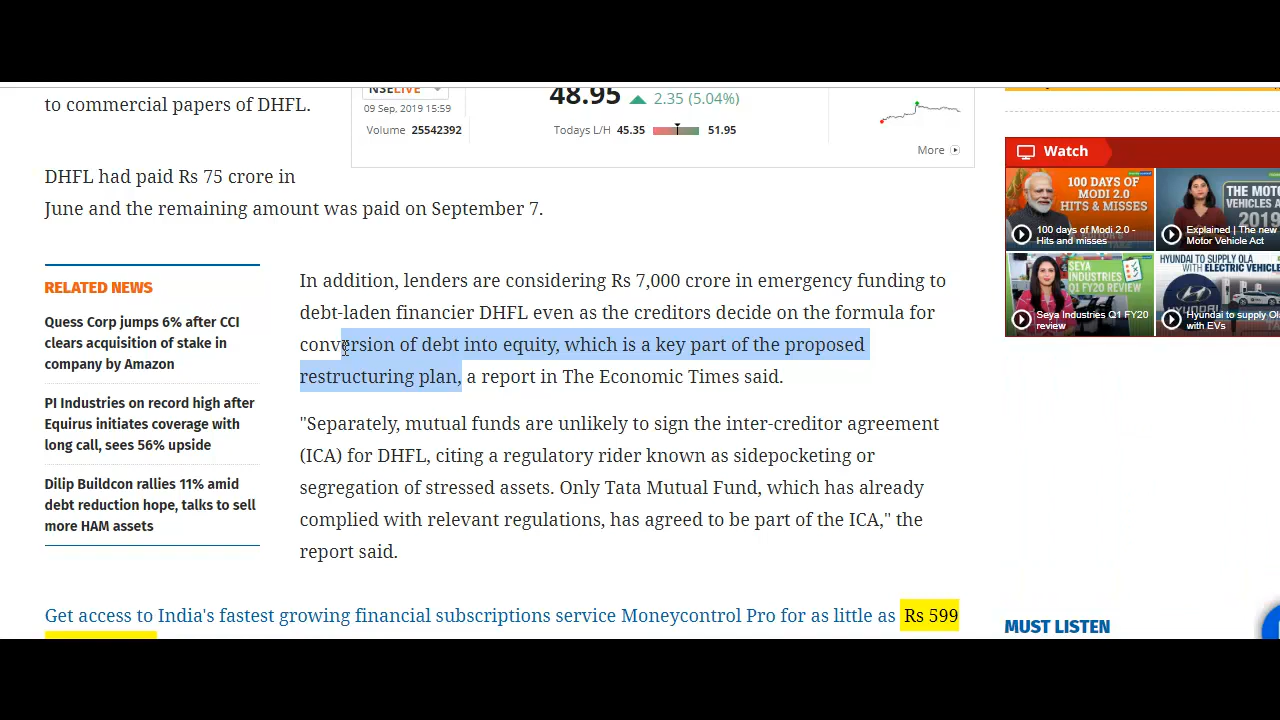 to commercial papers of DHFL.
NSELIVE
09 Sep, 2019 15:59
Volume 25542392
48.95 2.35 (5.04%)
Todays L/H 45.35 51.95
More
DHFL had paid Rs 75 crore in
June and the remaining amount was paid on September 7.
RELATED NEWS
Quess Corp jumps 6% after CCI
clears acquisition of stake in
company by Amazon
PI Industries on record high after
Equirus initiates coverage with
long call, sees 56% upside
Dilip Buildcon rallies 11% amid
debt reduction hope, talks to sell
more HAM assets
In addition, lenders are considering Rs 7,000 crore in emergency funding to
debt-laden financier DHFL even as the creditors decide on the formula for
conversion of debt into equity, which is a key part of the proposed
restructuring plan, a report in The Economic Times said.
"Separately, mutual funds are unlikely to sign the inter-creditor agreement
(ICA) for DHFL, citing a regulatory rider known as sidepocketing or
segregation of stressed assets. Only Tata Mutual Fund, which has already
complied with relevant regulations, has agreed to be part of the ICA," the
report said.
Get access to India's fastest growing financial subscriptions service Moneycontrol Pro for as little as Rs 599
Watch
100 DAYS OF
MODI 2.0
HITS & MISSES
100 days of Modi 2.0 -
Hits and misses
THE MOTOR
VEHICLES A
2019
Explained | The new
Motor Vehicle Act
SEYA
INDUSTRIES
Q1 FY20 REVIEW
Seya Industries Q1 FY20
review
HYUNDAI TO SUPPLY OLA
WITH ELECTRIC VEHICLE
HYUNDAI
Hyundai to supply Ola
with EVs
MUST LISTEN